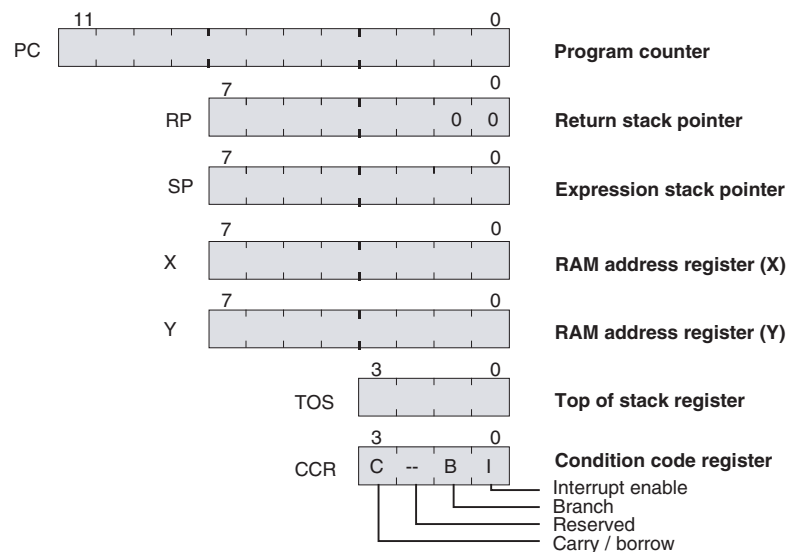 11 0
PC Program counter
7 0
RP 0 0 Return stack pointer
7 0
SP Expression stack pointer
7 0
X RAM address register (X)
7 0
Y RAM address register (Y)
3 0
TOS Top of stack register
3 0
CCR C -- B I Condition code register
Interrupt enable
Branch
Reserved
Carry / borrow